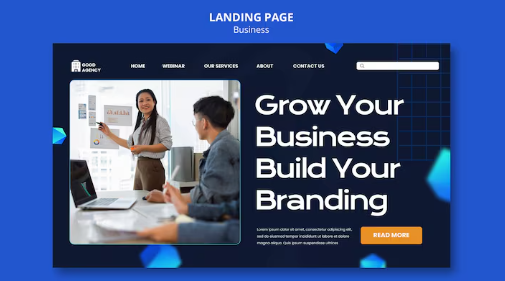 LANDING PAGE
Business
GOOD
AGENCY
HOME
WEBINAR
OUR SERVICES
ABOUT
CONTACT US
Grow Your
Business
Build Your
Branding
Lorem ipsum dolor sit amet, consectetur adipiscing elit,
sed do eiusmod tempor incididunt ut labore et dolore
magna aliqua. Quis ipsum suspendisse ultrices
READ MORE